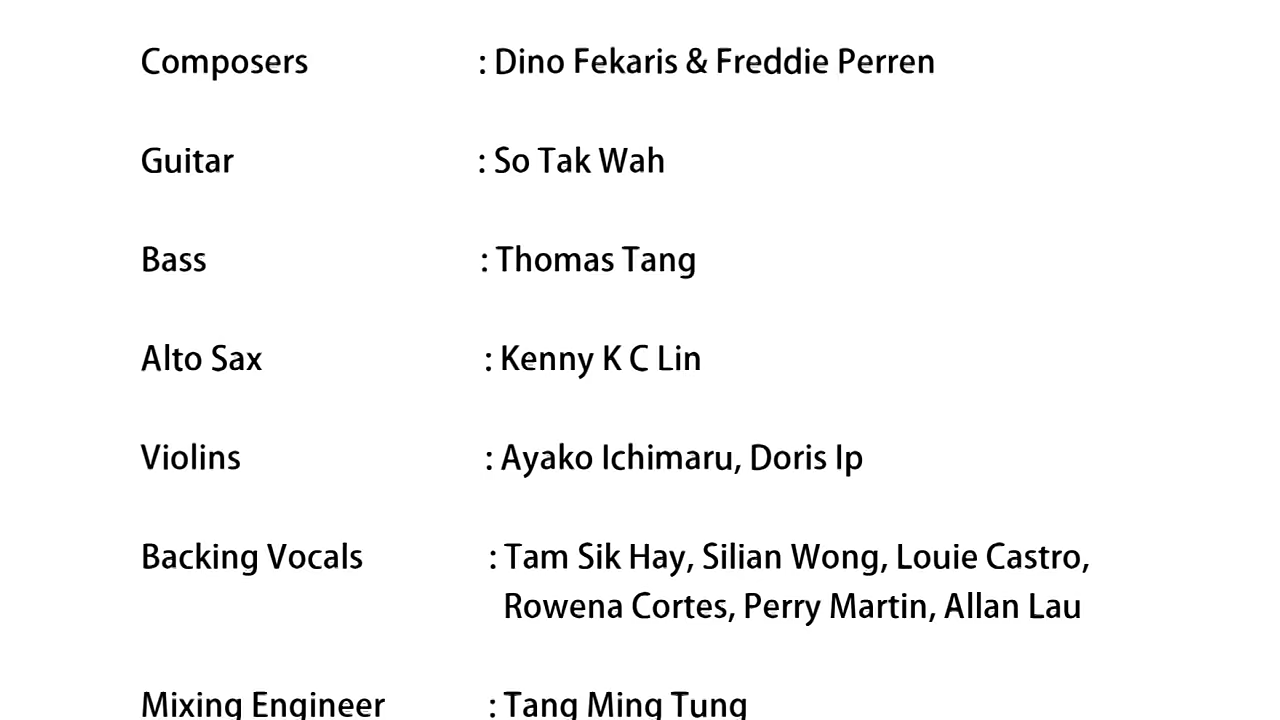 Composers : Dino Fekaris & Freddie Perren
Guitar : So Tak Wah
Bass : Thomas Tang
Alto Sax : Kenny K C Lin
Violins : Ayako Ichimaru, Doris Ip
Backing Vocals : Tam Sik Hay, Silian Wong, Louie Castro,
Rowena Cortes, Perry Martin, Allan Lau
Mixing Engineer : Tang Ming Tung